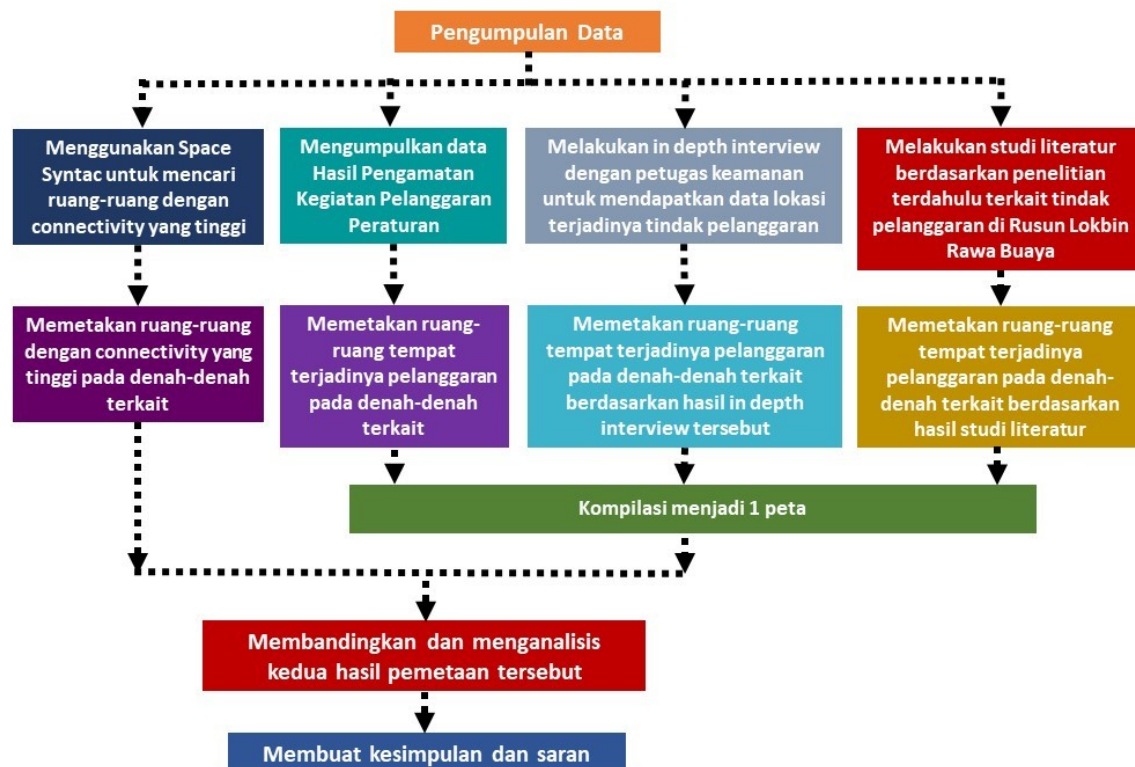 Pengumpulan Data
Menggunakan Space
Syntac untuk mencari
ruang-ruang dengan
connectivity yang tinggi
Mengumpulkan data
Hasil Pengamatan
Kegiatan Pelanggaran
Peraturan
Melakukan in depth interview
dengan petugas keamanan
untuk mendapatkan data lokasi
terjadinya tindak pelanggaran
Melakukan studi literatur
berdasarkan penelitian
terdahulu terkait tindak
pelanggaran di Rusun Lokbin
Rawa Buaya
Memetakan ruang-ruang
dengan connectivity yang
tinggi pada denah-denah
terkait
Memetakan ruang-
ruang tempat
terjadinya pelanggaran
pada denah-denah
terkait
Memetakan ruang-ruang
tempat terjadinya pelanggaran
pada denah-denah terkait
berdasarkan hasil in depth
interview tersebut
Memetakan ruang-ruang
tempat terjadinya
pelanggaran pada denah-
denah terkait berdasarkan
hasil studi literatur
Kompilasi menjadi 1 peta
Membandingkan dan menganalisis
kedua hasil pemetaan tersebut
Membuat kesimpulan dan saran